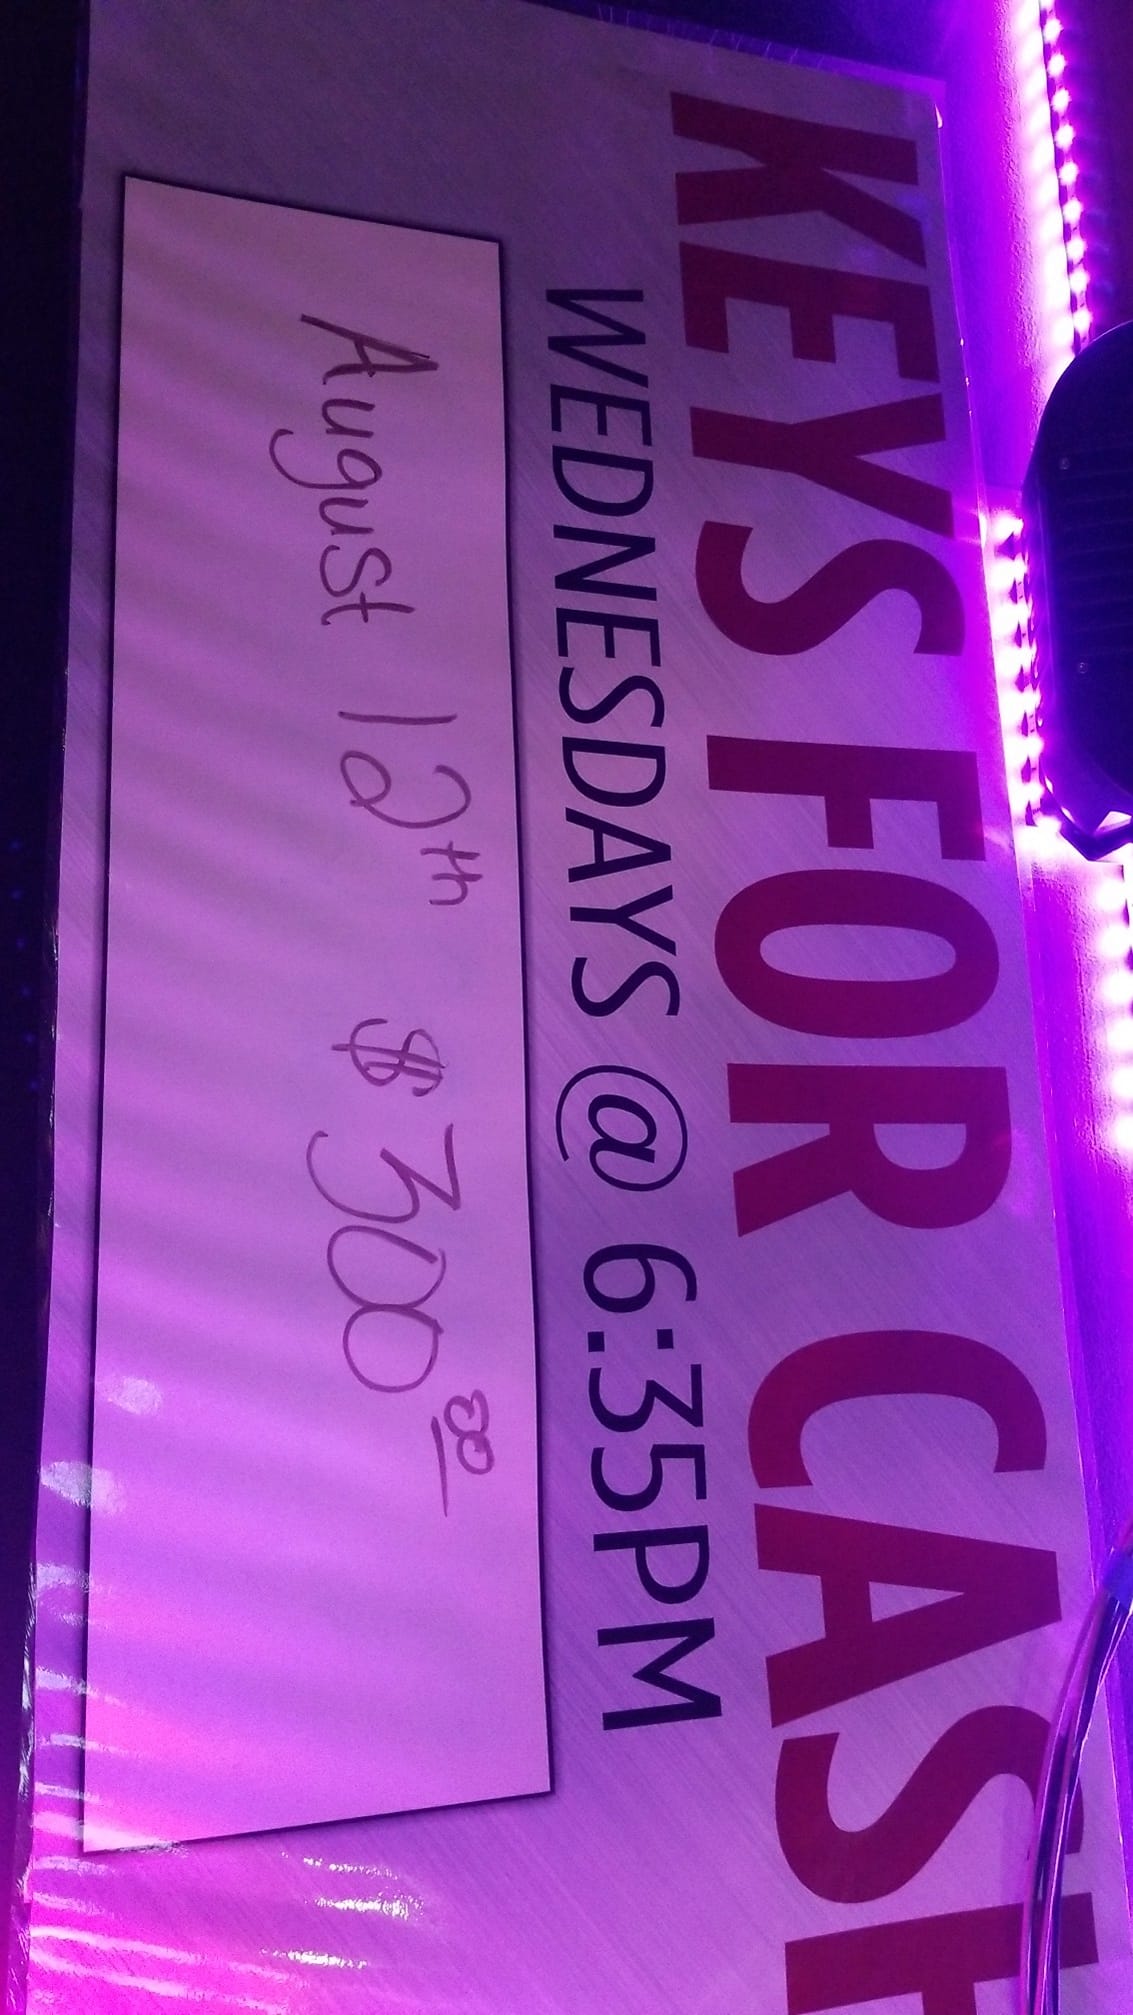 KEYS FOR CASH
WEDNESDAYS @ 6:35PM
August 12th $300.00